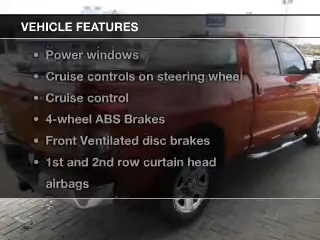 VEHICLE FEATURES
• Power windows
• Cruise controls on steering wheel
• Cruise control
• 4-wheel ABS Brakes
• Front Ventilated disc brakes
• 1st and 2nd row curtain head
airbags